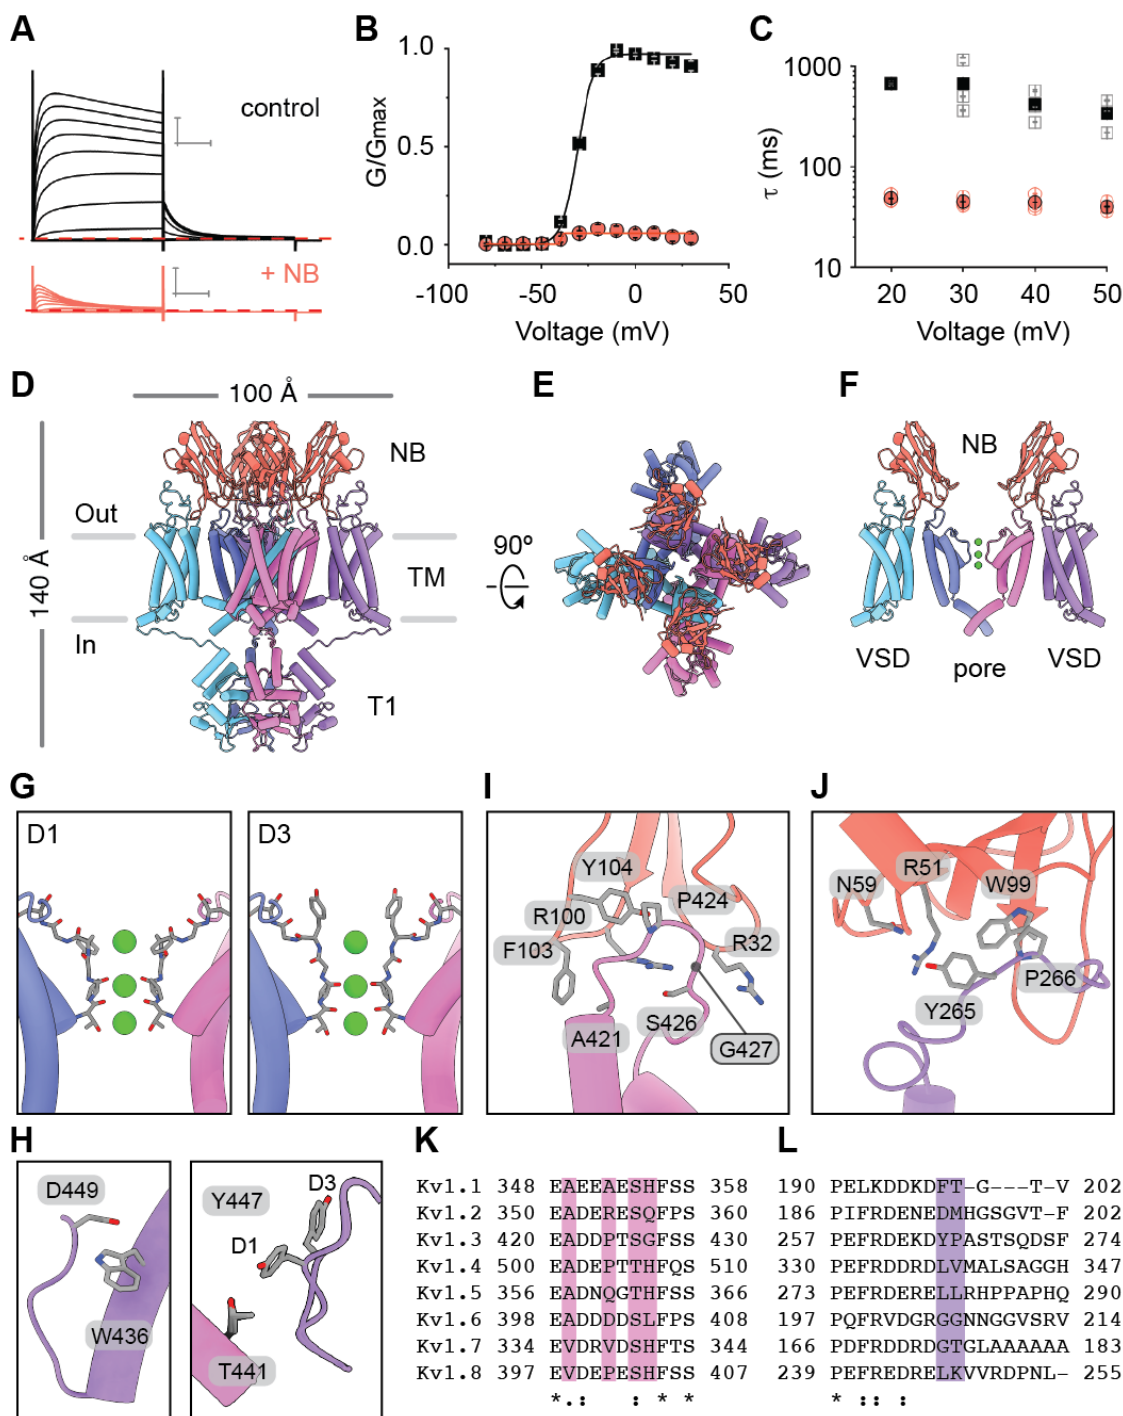 A
control
+ NB
B
1.0
0.5
0.0
G/Gmax
-100
-50
0
50
Voltage (mV)
C
1000
100
10
τ (ms)
20
30
40
50
Voltage (mV)
D
100 Å
140 Å
NB
Out
TM
In
T1
E
90º
F
NB
VSD
pore
VSD
G
D1
D3
I
Y104
R100
P424
F103
R32
S426
A421
G427
J
R51
N59
W99
P266
Y265
H
D449
W436
D3
Y447
D1
T441
K
Kv1.1 348 EAEEAESHFSS 358
Kv1.2 350 EADERESQFPS 360
Kv1.3 420 EADDPTSGFSS 430
Kv1.4 500 EADEPTTHFQS 510
Kv1.5 356 EADNQGTHFSS 366
Kv1.6 398 EADDDDSLFPS 408
Kv1.7 334 EVDRVDSHFTS 344
Kv1.8 397 EVDEPESHFSS 407
*.: : * *
L
190 PELKDDKDFT-G---T-V 202
186 PIFRDENEDMHGSGVT-F 202
257 PEFRDEKDYPASTSQDSF 274
330 PEFRDDRDLVMALSAGGH 347
273 PEFRDERELLRHPPAPHQ 290
197 PQFRVDGRGGNNGGVSRV 214
166 PDFRDDRDGTGLAAAAAA 183
239 PEFREDRELKVVRDPNL- 255
* :: :